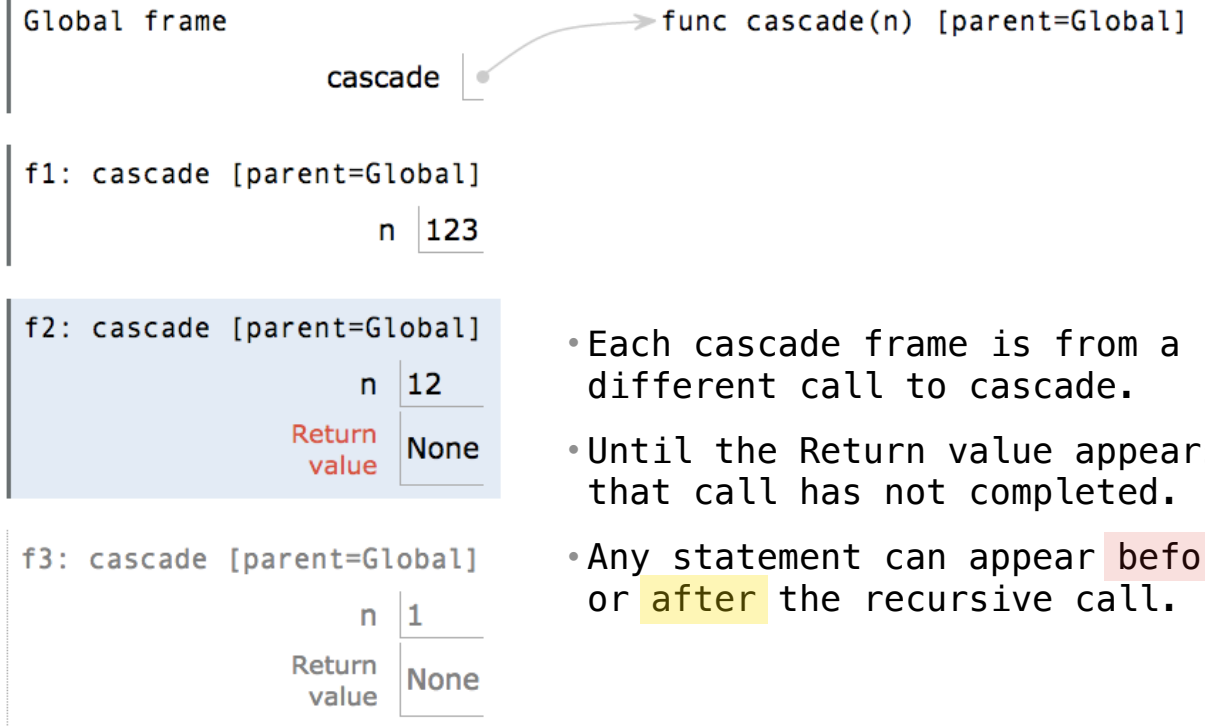 Global frame
func cascade(n) [parent=Global]
cascade
f1: cascade [parent=Global]
n 123
f2: cascade [parent=Global]
n 12
Return
value None
f3: cascade [parent=Global]
n 1
Return
value None
•Each cascade frame is from a
different call to cascade.
•Until the Return value appear
that call has not completed.
•Any statement can appear befo
or after the recursive call.